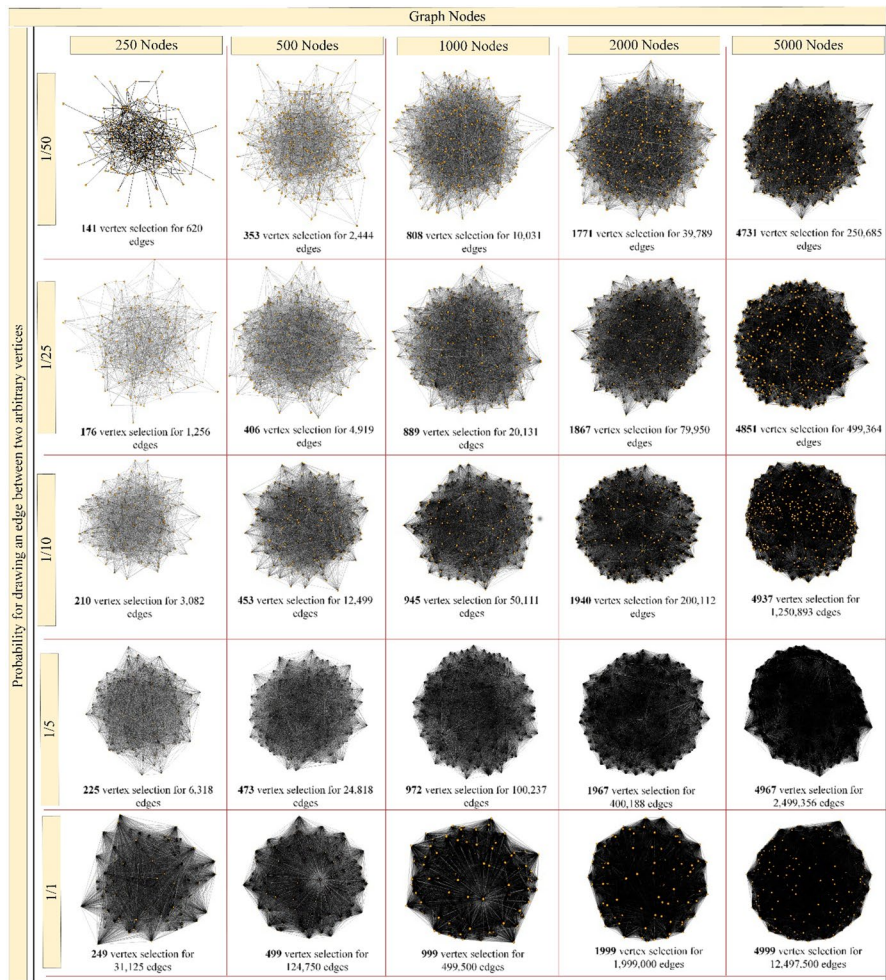 Graph Nodes
250 Nodes
500 Nodes
1000 Nodes
2000 Nodes
5000 Nodes
Probability for drawing an edge between two arbitrary vertices
1/50
141 vertex selection for 620
edges
353 vertex selection for 2,444
edges
808 vertex selection for 10,031
edges
1771 vertex selection for 39,789
edges
4731 vertex selection for 250,685
edges
1/25
176 vertex selection for 1,256
edges
406 vertex selection for 4,919
edges
889 vertex selection for 20,131
edges
1867 vertex selection for 79,950
edges
4851 vertex selection for 499,364
edges
1/10
210 vertex selection for 3,082
edges
453 vertex selection for 12,499
edges
945 vertex selection for 50,111
edges
1940 vertex selection for 200,112
edges
4937 vertex selection for
1,250,893 edges
1/5
225 vertex selection for 6,318
edges
473 vertex selection for 24,818
edges
972 vertex selection for 100,237
edges
1967 vertex selection for
400,188 edges
4967 vertex selection for
2,499,356 edges
1/1
249 vertex selection for
31,125 edges
499 vertex selection for
124,750 edges
999 vertex selection for
499,500 edges
1999 vertex selection for
1,999,000 edges
4999 vertex selection for
12,497,500 edges